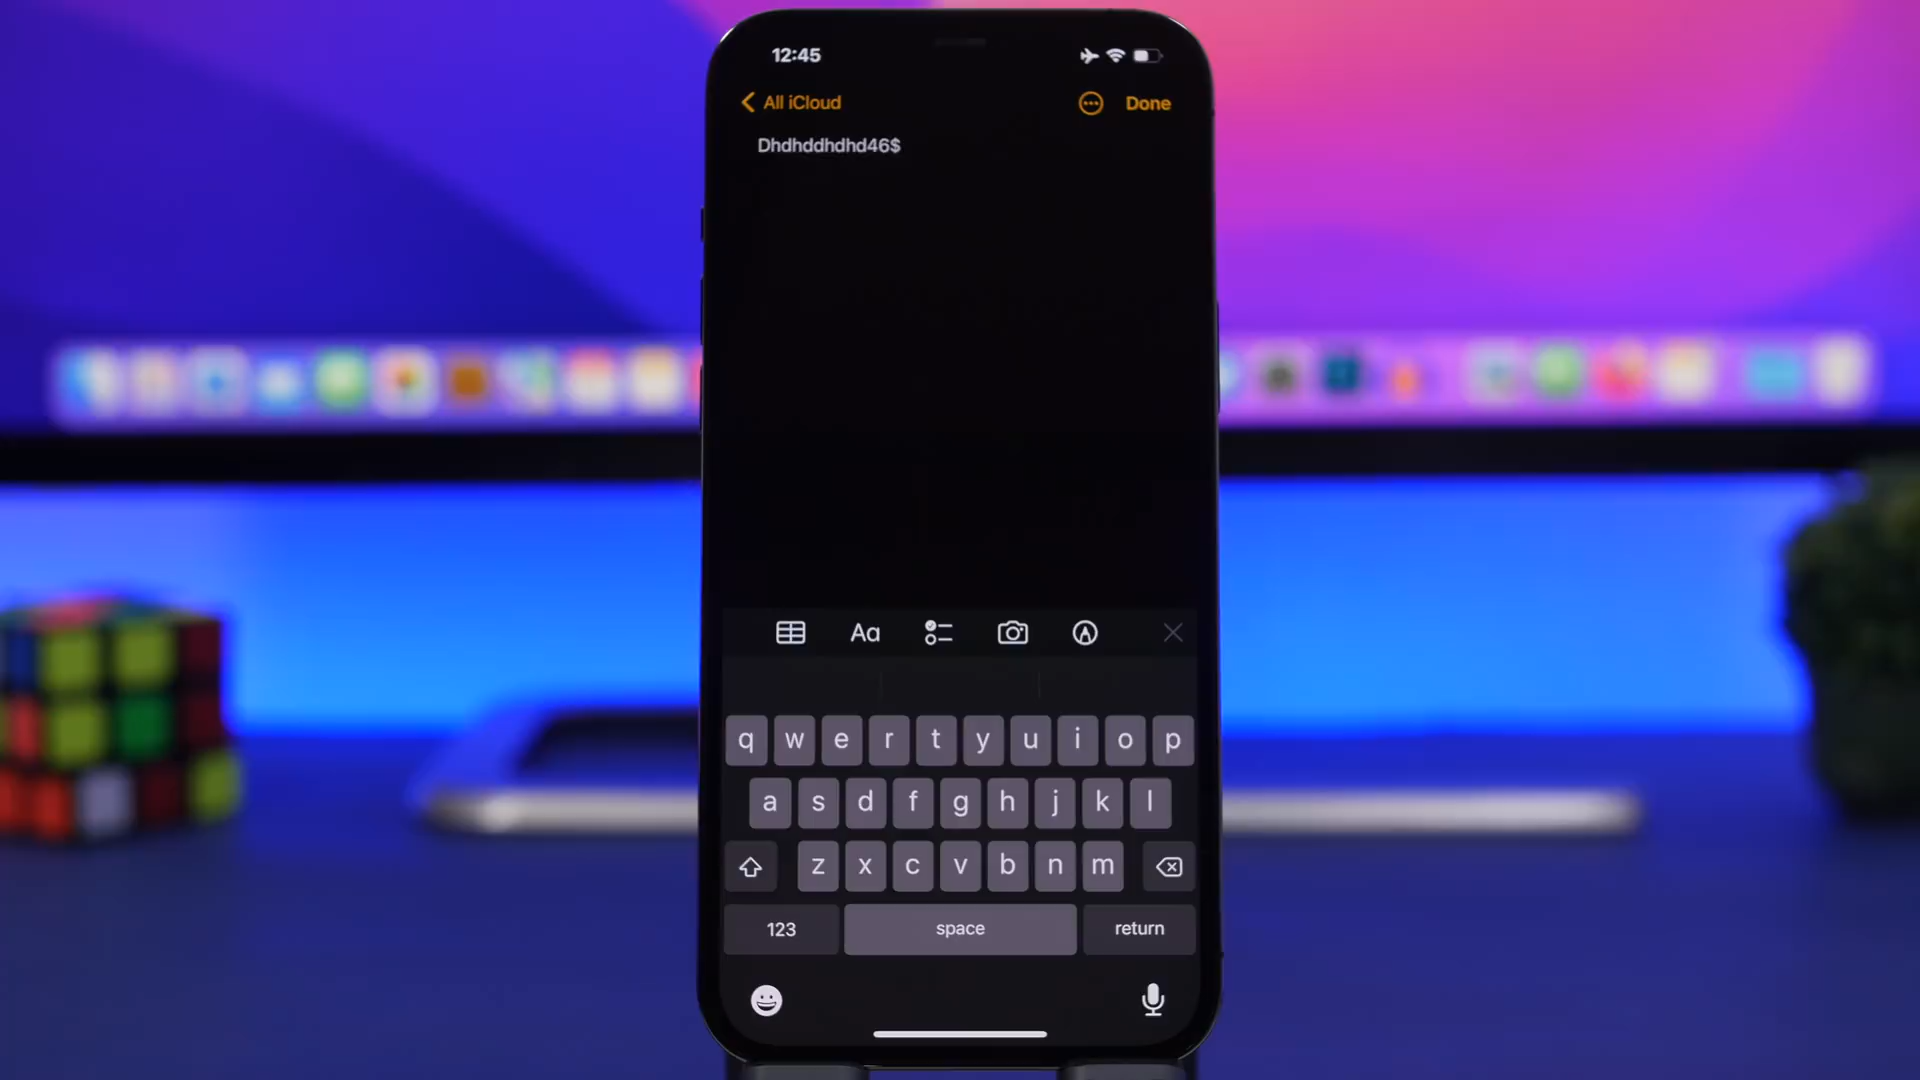 12:45
All iCloud
Done
Dhdhddhdhd46$
Aa
q w e r t y u i o p
a s d f g h j k l
z x c v b n m
123 space return